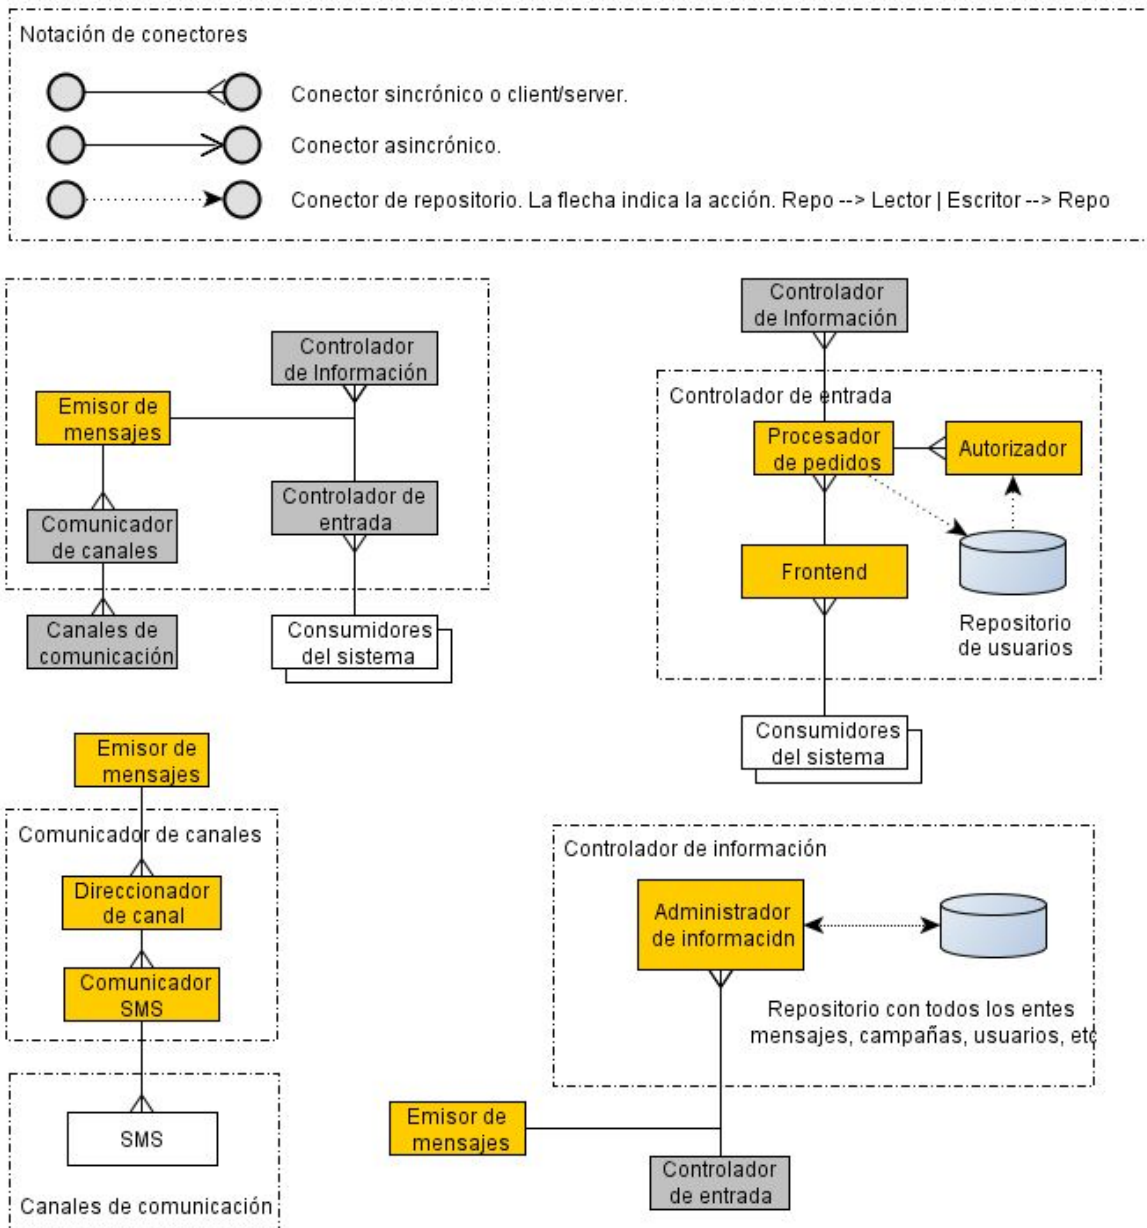 Notación de conectores
Conector sincrónico o client/server.
Conector asincrónico.
Conector de repositorio. La flecha indica la acción. Repo --> Lector | Escritor --> Repo
Controlador
de Información
Emisor de
mensajes
Controlador de
entrada
Comunicador
de canales
Canales de
comunicación
Consumidores
del sistema
Controlador
de Información
Controlador de entrada
Procesador
de pedidos
Autorizador
Frontend
Repositorio
de usuarios
Consumidores
del sistema
Emisor de
mensajes
Comunicador de canales
Direccionador
de canal
Comunicador
SMS
SMS
Canales de comunicación
Controlador de información
Administrador
de informacidn
Repositorio con todos los entes
mensajes, campañas, usuarios, etc
Emisor de
mensajes
Controlador
de entrada